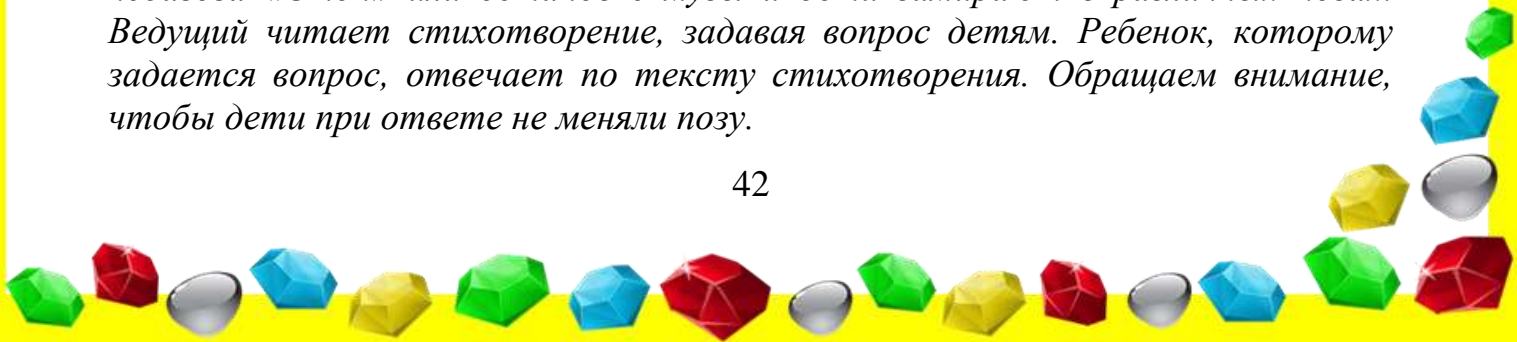 Ведущий читает стихотворение, задавая вопрос детям. Ребенок, которому
задается вопрос, отвечает по тексту стихотворения. Обращаем внимание,
чтобы дети при ответе не меняли позу.
42